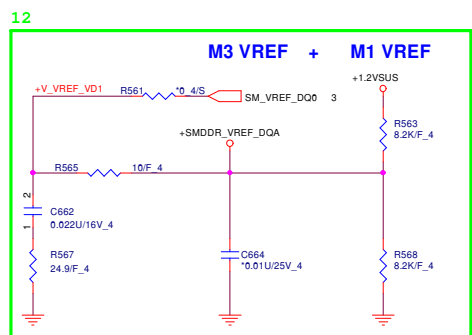 12
M3 VREF + M1 VREF
+V_VREF_VD1
R561
*0_4/S
SM_VREF_DQ0 3
+1.2VSUS
+SMDDR_VREF_DQA
R563
8.2K/F_4
R565
10/F_4
2
C662
0.022U/16V_4
1
R567
24.9/F_4
C664
*0.01U/25V_4
R568
8.2K/F_4